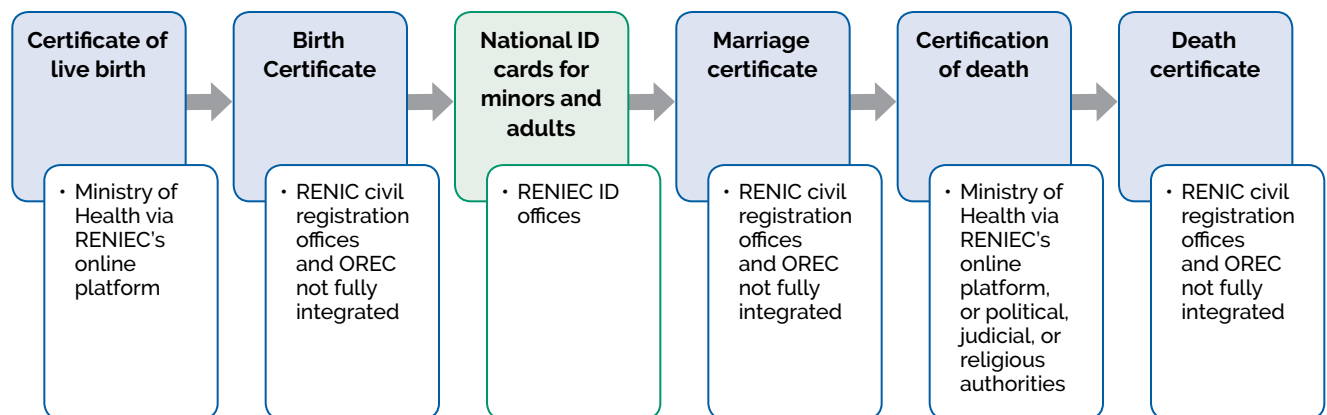 Certificate of
live birth
• Ministry of
Health via
RENIEC’s
online
platform
Birth
Certificate
• RENIC civil
registration
offices
and OREC
not fully
integrated
National ID
cards for
minors and
adults
• RENIEC ID
offices
Marriage
certificate
• RENIC civil
registration
offices
and OREC
not fully
integrated
Certification
of death
• Ministry of
Health via
RENIEC’s
online
platform,
or political,
judicial, or
religious
authorities
Death
certificate
• RENIC civil
registration
offices
and OREC
not fully
integrated